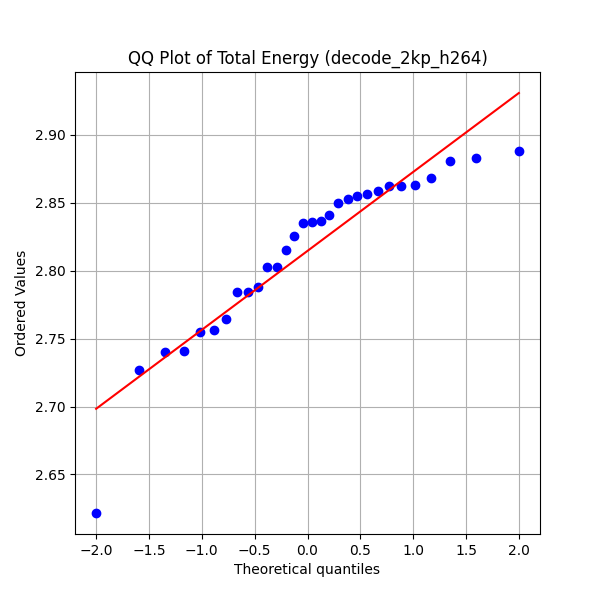 QQ Plot of Total Energy (decode_2kp_h264)
Ordered Values
2.90
2.85
2.80
2.75
2.70
2.65
−2.0 −1.5 −1.0 −0.5 0.0 0.5 1.0 1.5 2.0
Theoretical quantiles